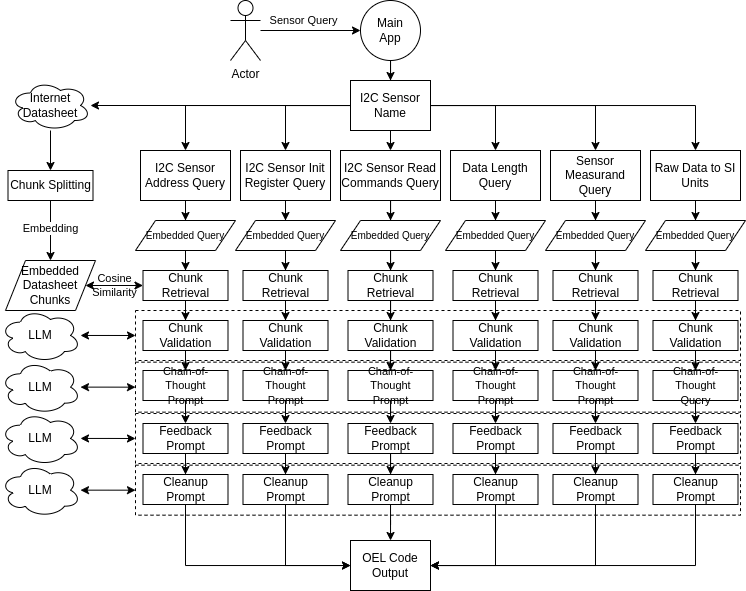 Sensor Query
Main
App
Actor
Internet
Datasheet
I2C Sensor
Name
Chunk Splitting
I2C Sensor
Address Query
I2C Sensor Init
Register Query
I2C Sensor Read
Commands Query
Data Length
Query
Sensor
Measurand
Query
Raw Data to SI
Units
Embedding
Embedded Query
Embedded Query
Embedded Query
Embedded Query
Embedded Query
Embedded Query
Embedded
Datasheet
Chunks
Cosine
Similarity
Chunk
Retrieval
Chunk
Retrieval
Chunk
Retrieval
Chunk
Retrieval
Chunk
Retrieval
Chunk
Retrieval
LLM
Chunk
Validation
Chunk
Validation
Chunk
Validation
Chunk
Validation
Chunk
Validation
Chunk
Validation
LLM
Chain-of-
Thought
Prompt
Chain-of-
Thought
Prompt
Chain-of-
Thought
Prompt
Chain-of-
Thought
Prompt
Chain-of-
Thought
Prompt
Chain-of-
Thought
Query
LLM
Feedback
Prompt
Feedback
Prompt
Feedback
Prompt
Feedback
Prompt
Feedback
Prompt
Feedback
Prompt
LLM
Cleanup
Prompt
Cleanup
Prompt
Cleanup
Prompt
Cleanup
Prompt
Cleanup
Prompt
Cleanup
Prompt
OEL Code
Output